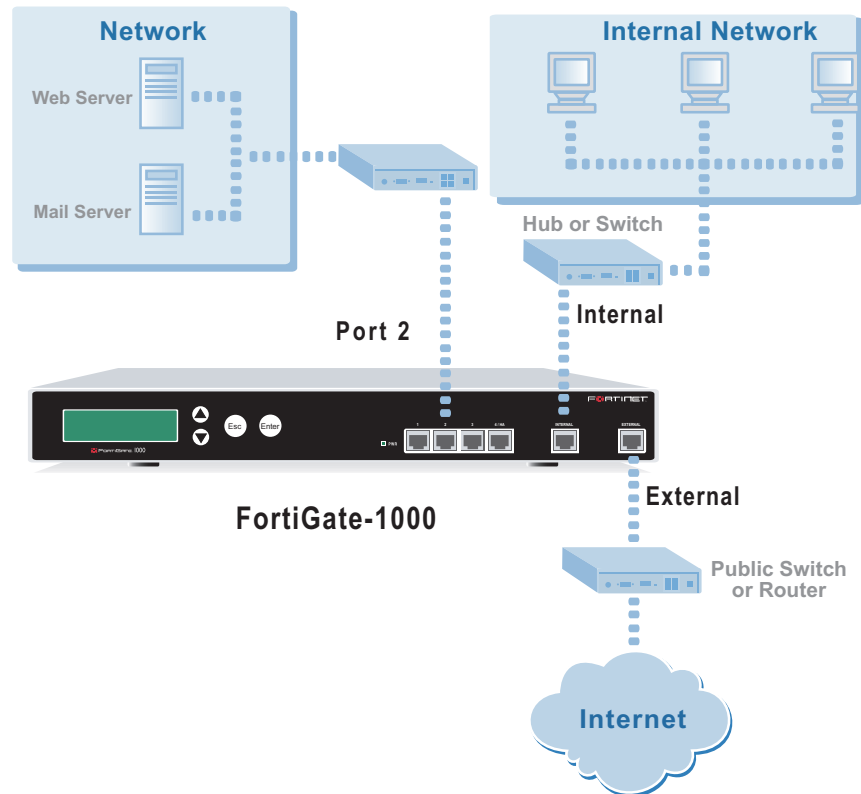 Network
Internal Network
Web Server
Mail Server
Hub or Switch
Internal
Port 2
FORTINET
Esc
Enter
1
2
3
4 / HA
INTERNAL
EXTERNAL
PWR
FORTIGATE 1000
External
FortiGate-1000
Public Switch
or Router
Internet